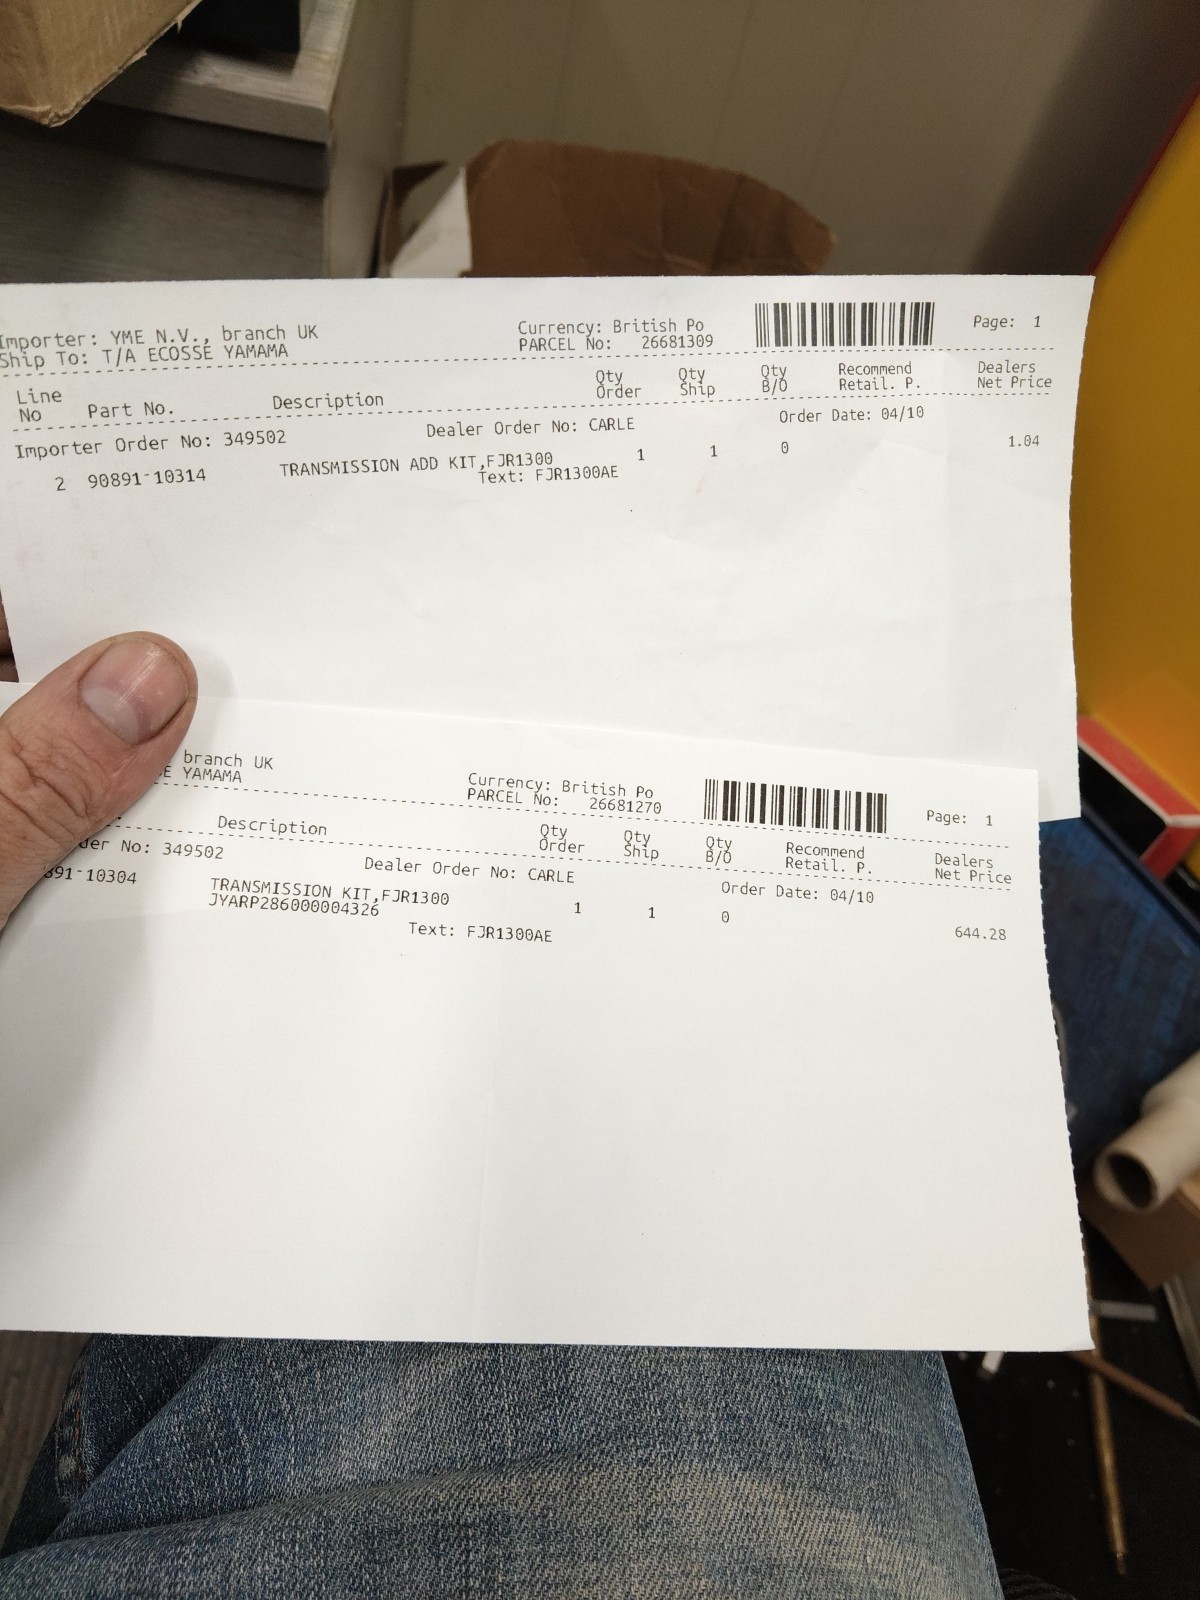 Importer: YME N.V., branch UK
Ship To: T/A ECOSSE YAMAMA
Currency: British Po
PARCEL No: 26681309
Page: 1
Line No Part No. Description Qty Order Qty Ship Qty B/O Recommend Retail. P. Dealers Net Price
Importer Order No: 349502 Dealer Order No: CARLE Order Date: 04/10
2 90891-10314 TRANSMISSION ADD KIT,FJR1300 1 1 0 1.04
Text: FJR1300AE
branch UK
E YAMAMA
Currency: British Po
PARCEL No: 26681270
Page: 1
Description Qty Order Qty Ship Qty B/O Recommend Retail. P. Dealers Net Price
der No: 349502 Dealer Order No: CARLE Order Date: 04/10
891-10304 TRANSMISSION KIT,FJR1300 1 1 0 644.28
JYARP286000004326
Text: FJR1300AE